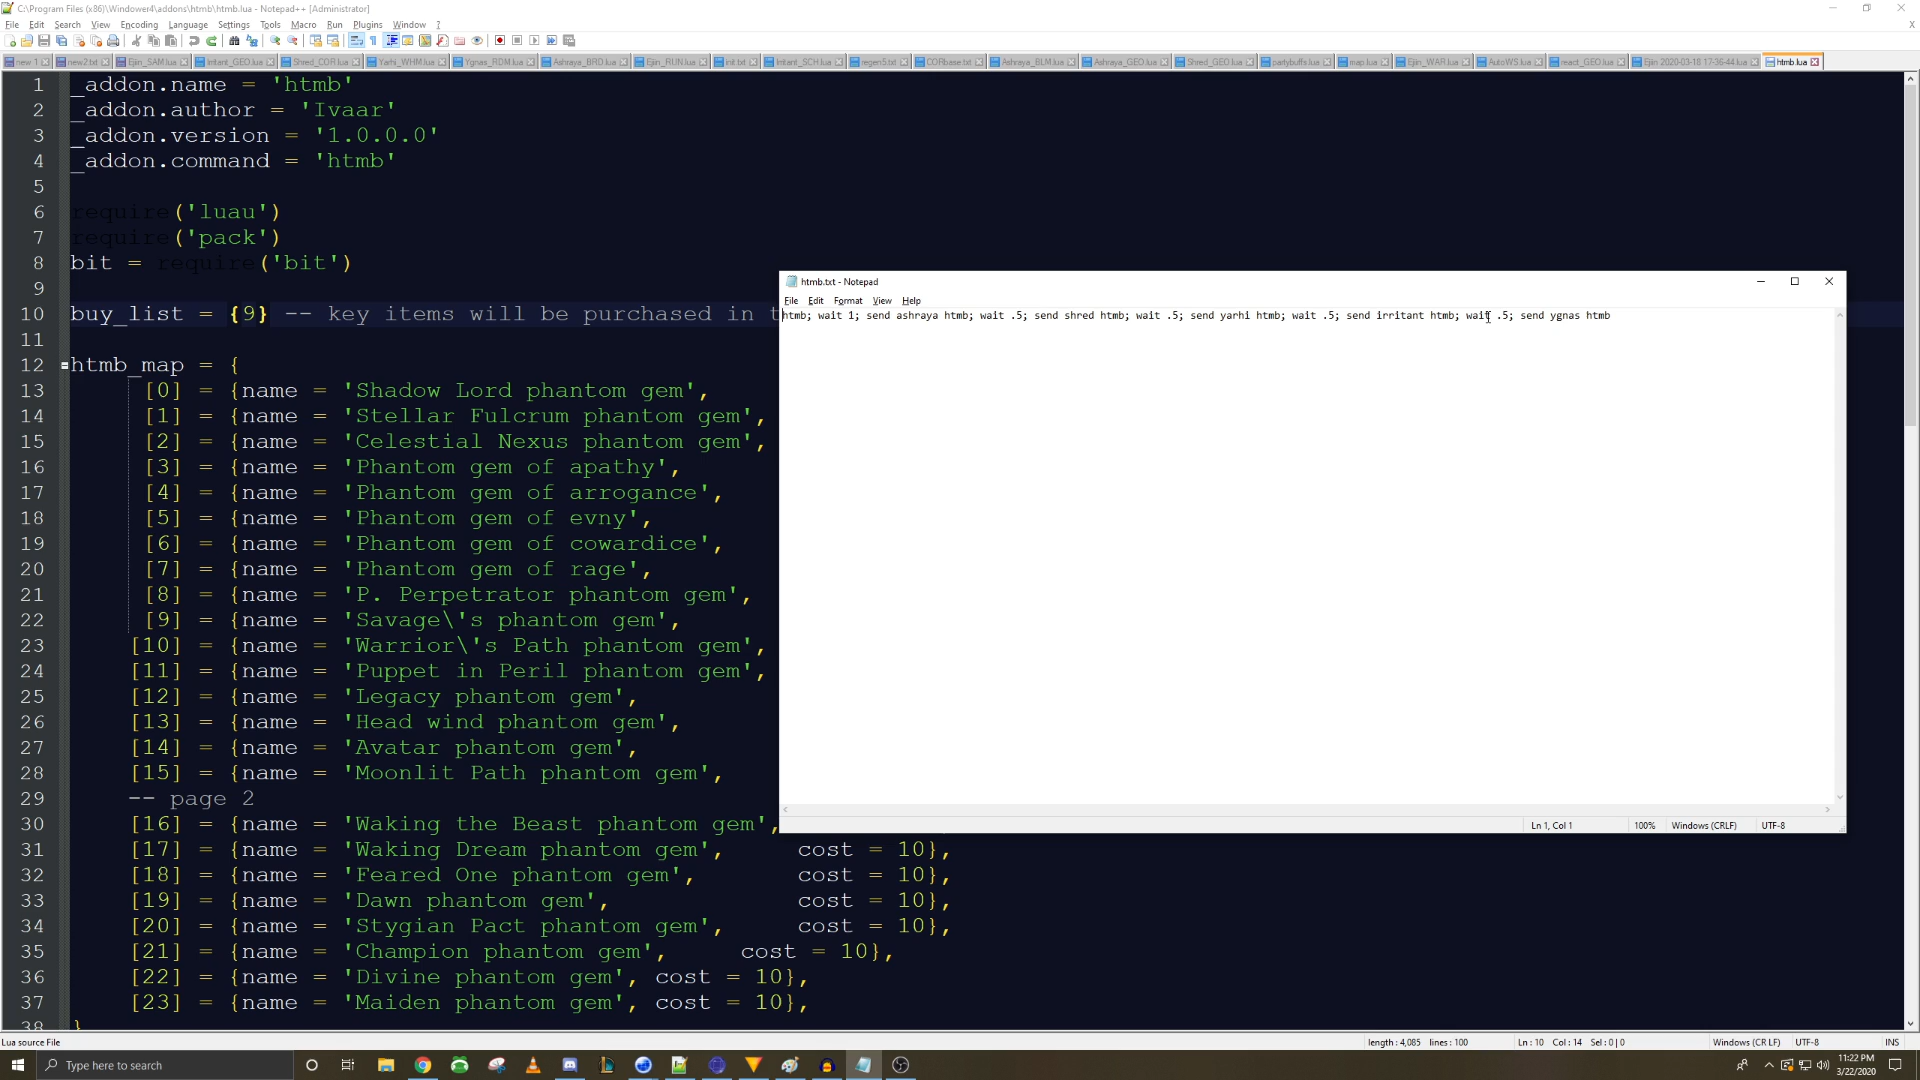 C:\Program Files (x86)\Windower4\addons\htmb\htmb.lua - Notepad++ [Administrator]
File Edit Search View Encoding Language Settings Tools Macro Run Plugins Window ?
new 1 new2.txt Ejiin_SAM.lua Irritant_GEO.lua Shred_COR.lua Yarhi_WHM.lua Ygnas_RDM.lua Ashraya_BRD.lua Ejiin_RUN.lua init.txt Irritant_SCH.lua regen5.txt CORbase.txt Ashraya_BLM.lua Ashraya_GEO.lua Shred_GEO.lua partybuffs.lua map.lua Ejiin_WAR.lua AutoWS.lua react_GEO.lua Ejiin 2020-03-18 17-36-44.lua htmb.lua
1 _addon.name = 'htmb'
2 _addon.author = 'Ivaar'
3 _addon.version = '1.0.0.0'
4 _addon.command = 'htmb'
5
6 require('luau')
7 require('pack')
8 bit = require('bit')
9
10 buy_list = {9} -- key items will be purchased in t
11
12 htmb_map = {
13 [0] = {name = 'Shadow Lord phantom gem',
14 [1] = {name = 'Stellar Fulcrum phantom gem',
15 [2] = {name = 'Celestial Nexus phantom gem',
16 [3] = {name = 'Phantom gem of apathy',
17 [4] = {name = 'Phantom gem of arrogance',
18 [5] = {name = 'Phantom gem of evny',
19 [6] = {name = 'Phantom gem of cowardice',
20 [7] = {name = 'Phantom gem of rage',
21 [8] = {name = 'P. Perpetrator phantom gem',
22 [9] = {name = 'Savage\'s phantom gem',
23 [10] = {name = 'Warrior\'s Path phantom gem',
24 [11] = {name = 'Puppet in Peril phantom gem',
25 [12] = {name = 'Legacy phantom gem',
26 [13] = {name = 'Head wind phantom gem',
27 [14] = {name = 'Avatar phantom gem',
28 [15] = {name = 'Moonlit Path phantom gem',
29 -- page 2
30 [16] = {name = 'Waking the Beast phantom gem',
31 [17] = {name = 'Waking Dream phantom gem', cost = 10},
32 [18] = {name = 'Feared One phantom gem', cost = 10},
33 [19] = {name = 'Dawn phantom gem', cost = 10},
34 [20] = {name = 'Stygian Pact phantom gem', cost = 10},
35 [21] = {name = 'Champion phantom gem', cost = 10},
36 [22] = {name = 'Divine phantom gem', cost = 10},
37 [23] = {name = 'Maiden phantom gem', cost = 10},
38 }
htmb.txt - Notepad
File Edit Format View Help
htmb; wait 1; send ashraya htmb; wait .5; send shred htmb; wait .5; send yarhi htmb; wait .5; send irritant htmb; wait .5; send ygnas htmb
Ln 1, Col 1 100% Windows (CRLF) UTF-8
Lua source File length : 4,085 lines : 100 Ln : 10 Col : 14 Sel : 0 | 0 Windows (CR LF) UTF-8 INS
Type here to search
11:22 PM
3/22/2020